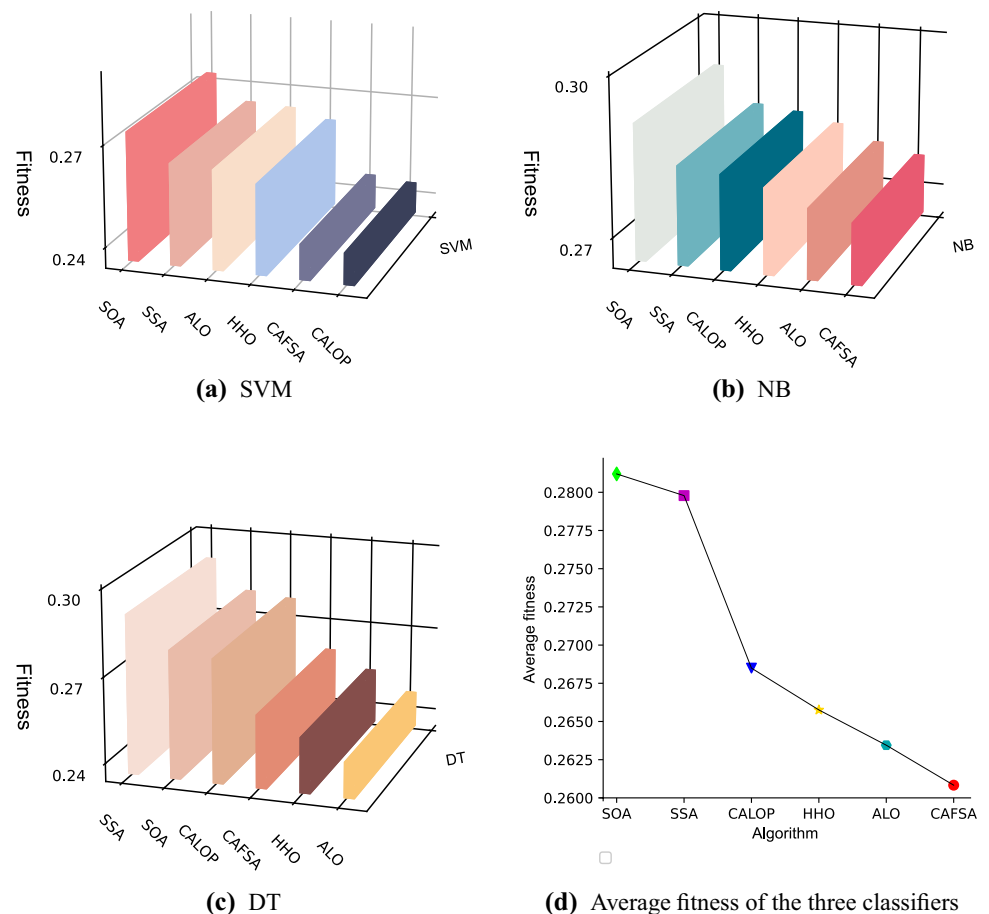 Fitness
0.27
0.24
SOA
SSA
ALO
HHO
CAFSA
CALOP
SVM
(a) SVM
Fitness
0.30
0.27
SOA
SSA
CALOP
HHO
ALO
CAFSA
NB
(b) NB
Fitness
0.30
0.27
0.24
SSA
SOA
CALOP
CAFSA
HHO
ALO
DT
(c) DT
Average fitness
0.2800
0.2775
0.2750
0.2725
0.2700
0.2675
0.2650
0.2625
0.2600
SOA
SSA
CALOP
HHO
ALO
CAFSA
Algorithm
(d) Average fitness of the three classifiers